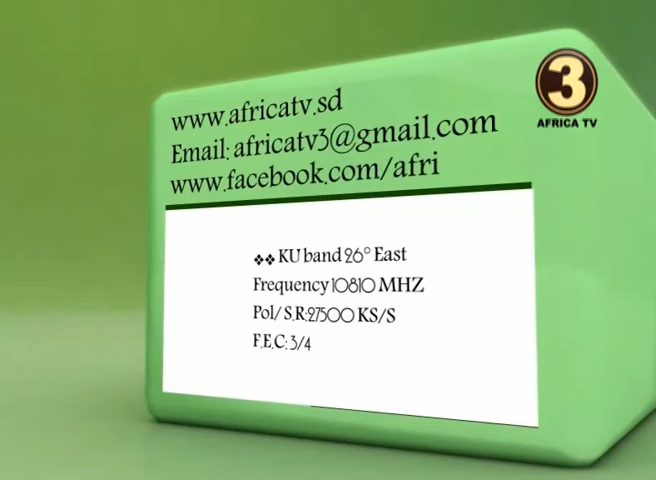 www.africatv.sd
Email: africatv3@gmail.com
www.facebook.com/afri
3
AFRICA TV
❖❖ KU band 26° East
Frequency 10810 MHZ
Pol/ S.R:27500 KS/S
F.E.C: 3/4